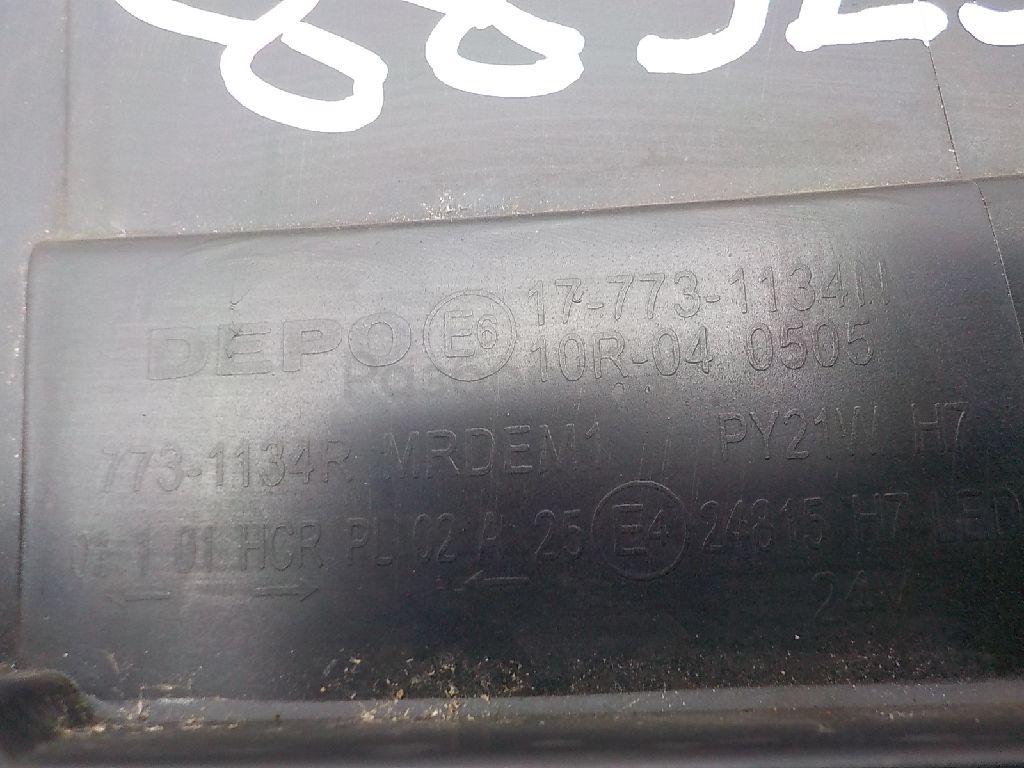 DEPO E6 17-773-1134N
10R-04 0505
773-1134R MRDEM1 PY21W H7
01 1 01 HCR PL 02 A 25 E4 24815 H7 LED
24V